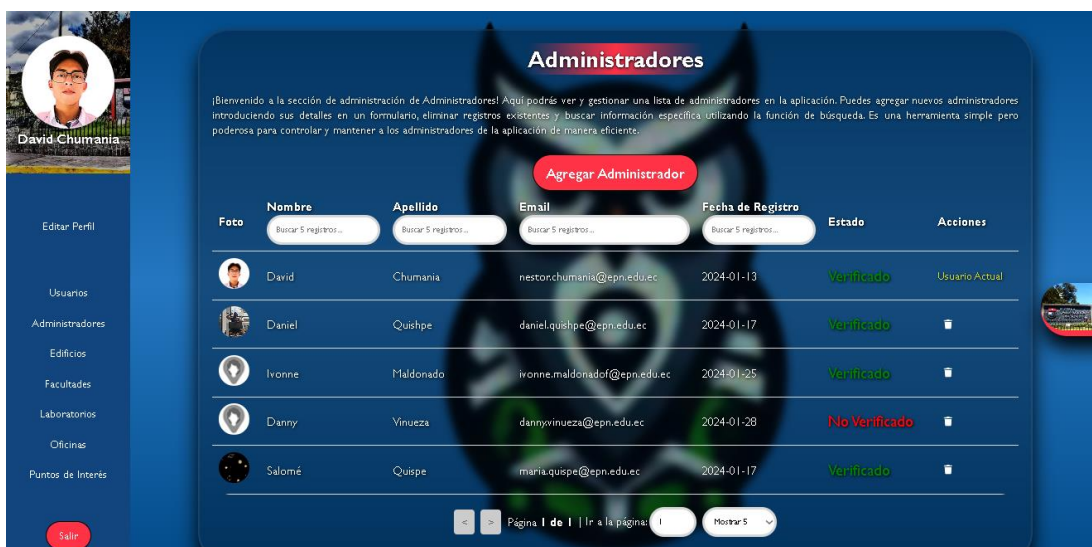 David Chumania
Editar Perfil
Usuarios
Administradores
Edificios
Facultades
Laboratorios
Oficinas
Puntos de Interés
Salir
Administradores
¡Bienvenido a la sección de administración de Administradores! Aquí podrás ver y gestionar una lista de administradores en la aplicación. Puedes agregar nuevos administradores
introduciendo sus detalles en un formulario, eliminar registros existentes y buscar información específica utilizando la función de búsqueda. Es una herramienta simple pero
poderosa para controlar y mantener a los administradores de la aplicación de manera eficiente.
Agregar Administrador
Foto Nombre Apellido Email Fecha de Registro Estado Acciones
Buscar 5 registros... Buscar 5 registros... Buscar 5 registros... Buscar 5 registros...
David Chumania nestor.chumania@epn.edu.ec 2024-01-13 Verificado Usuario Actual
Daniel Quishpe daniel.quishpe@epn.edu.ec 2024-01-17 Verificado
Ivonne Maldonado ivonne.maldonadof@epn.edu.ec 2024-01-25 Verificado
Danny Vinueza danny.vinueza@epn.edu.ec 2024-01-28 No Verificado
Salomé Quispe maria.quispe@epn.edu.ec 2024-01-17 Verificado
< > Página 1 de 1 | Ir a la página: 1 Mostrar 5